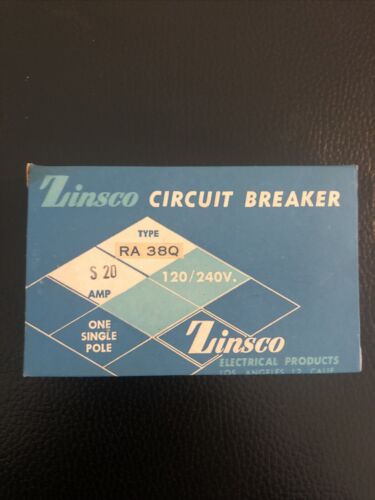 Zinsco CIRCUIT BREAKER
TYPE
RA 38Q
S 20
AMP
120/240V.
ONE
SINGLE
POLE
Zinsco
ELECTRICAL PRODUCTS
LOS ANGELES 12 CALIF.